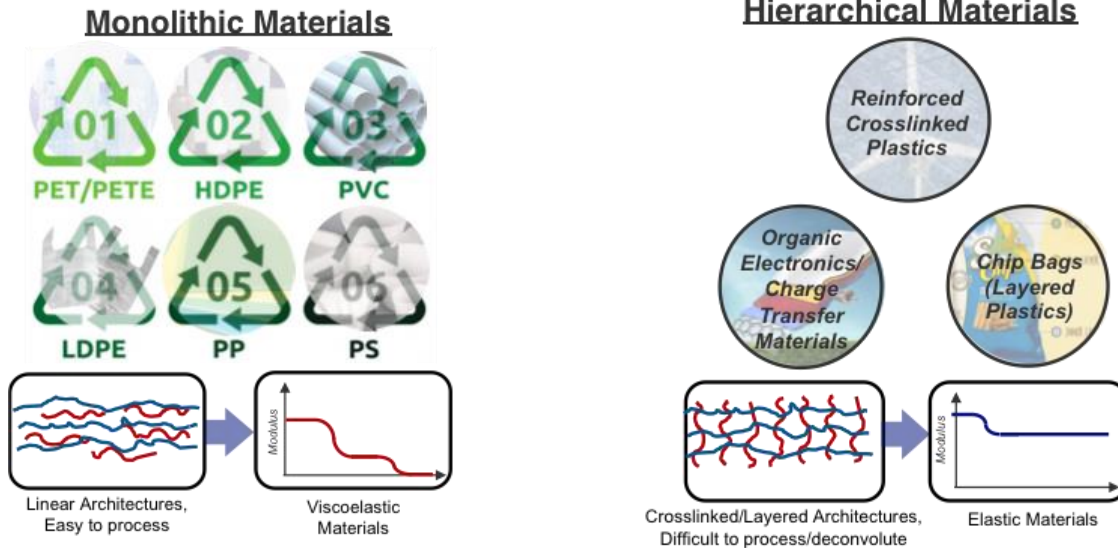 Monolithic Materials
01
02
03
PET/PETE
HDPE
PVC
04
05
06
LDPE
PP
PS
Modulus
Linear Architectures,
Easy to process
Viscoelastic
Materials
Hierarchical Materials
Reinforced
Crosslinked
Plastics
Organic
Electronics/
Charge
Transfer
Materials
Chip Bags
(Layered
Plastics)
Modulus
Crosslinked/Layered Architectures,
Difficult to process/deconvolute
Elastic Materials